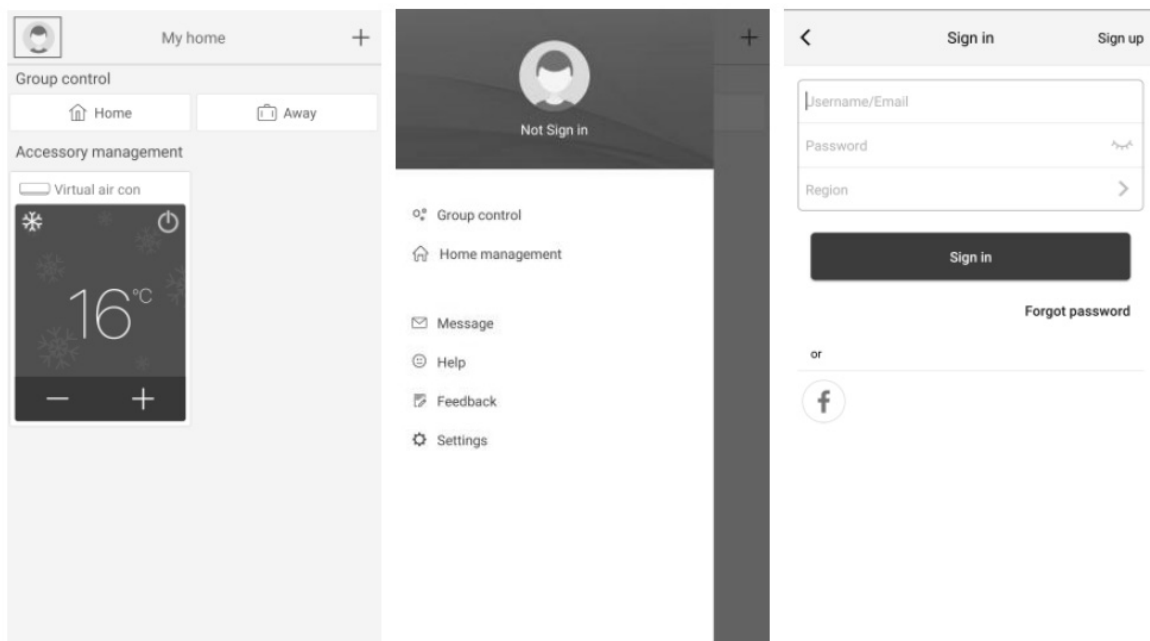 My home
+
Group control
Home
Away
Accessory management
Virtual air con
16°C
− +
+
Not Sign in
Group control
Home management
Message
Help
Feedback
Settings
Sign in
Sign up
Username/Email
Password
Region
Sign in
Forgot password
or
f